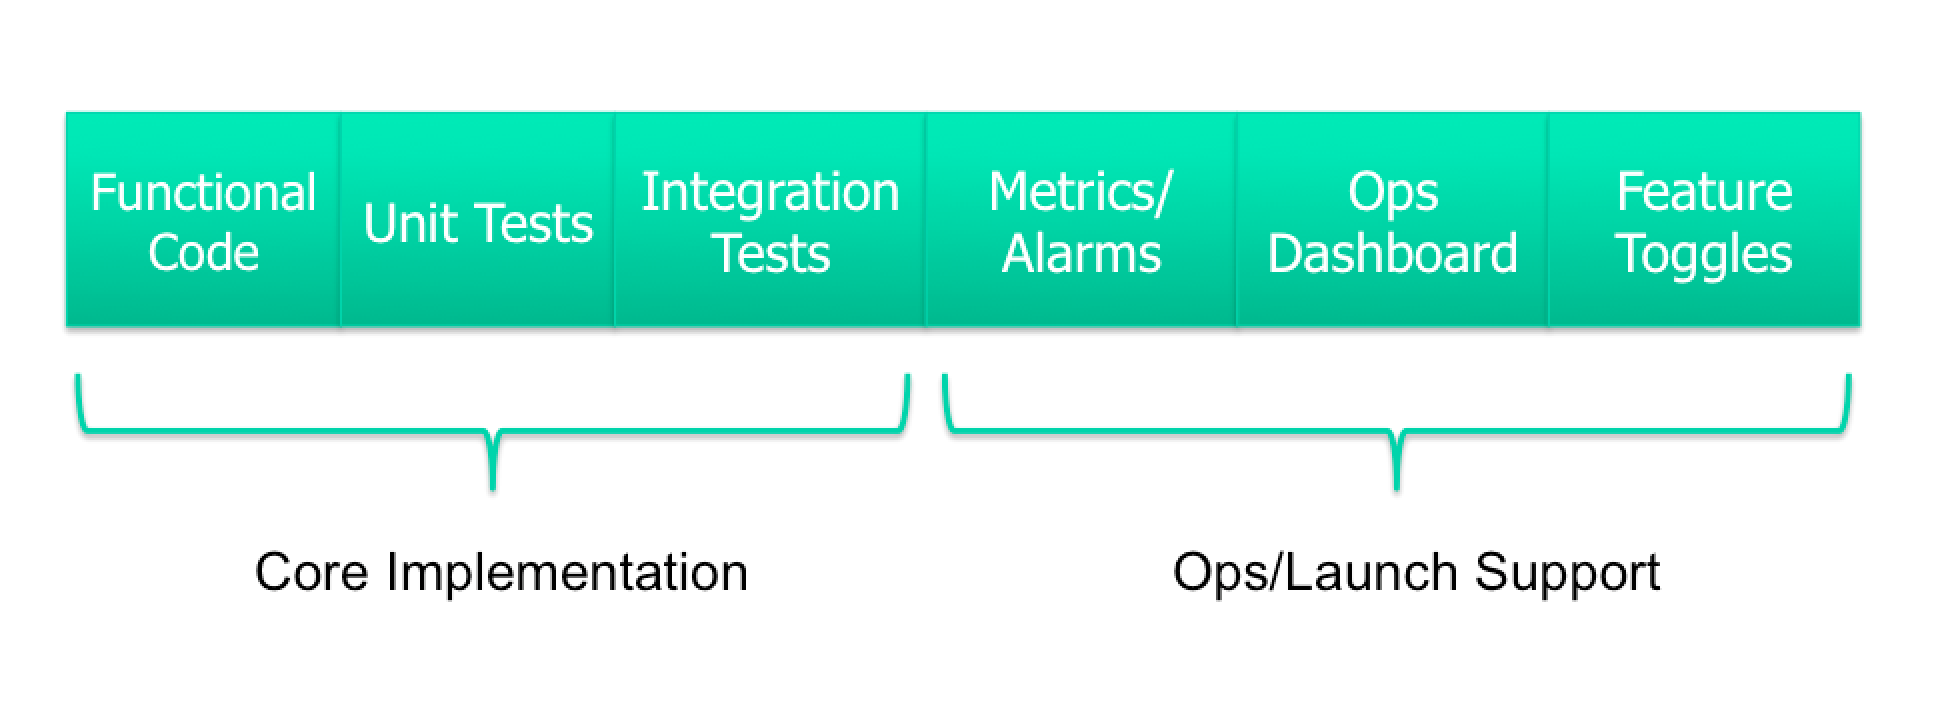 Functional
Code
Unit Tests
Integration
Tests
Metrics/
Alarms
Ops
Dashboard
Feature
Toggles
Core Implementation
Ops/Launch Support